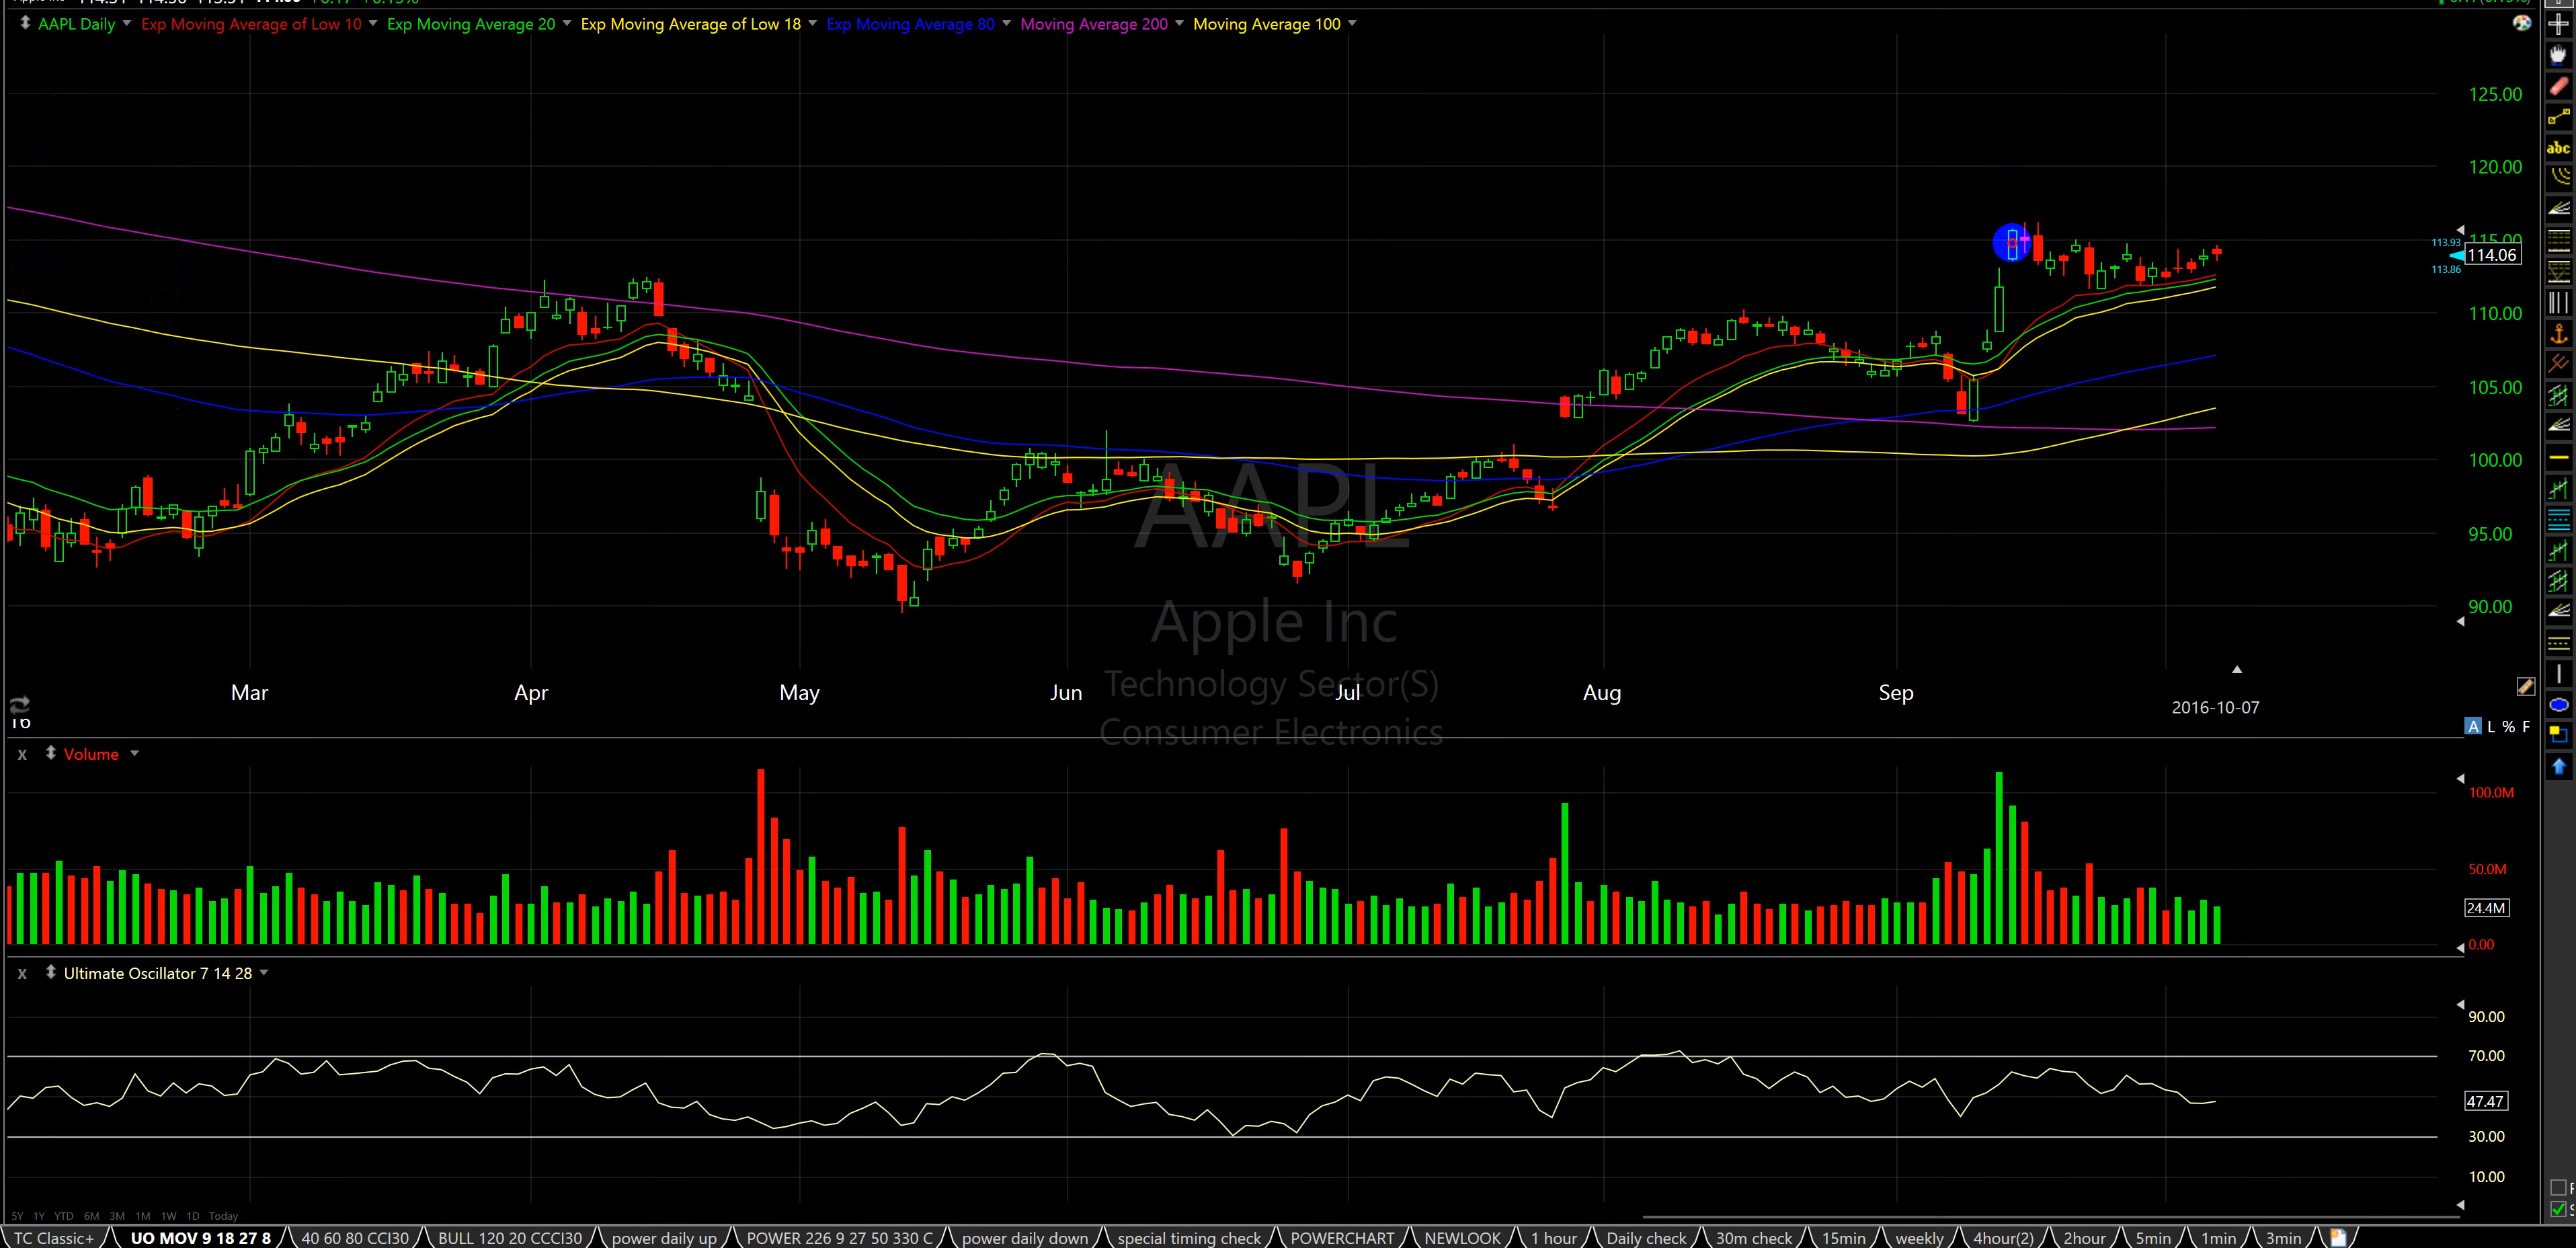 AAPL Daily Exp Moving Average of Low 10 Exp Moving Average 20 Exp Moving Average of Low 18 Exp Moving Average 80 Moving Average 200 Moving Average 100
abc
125.00
120.00
115.00
113.93
114.06
113.86
110.00
105.00
100.00
95.00
90.00
AAPL
Apple Inc
Technology Sector(S)
Consumer Electronics
Mar Apr May Jun Jul Aug Sep
2016-10-07
A L % F
X Volume
100.0M
50.0M
24.4M
0.00
X Ultimate Oscillator 7 14 28
90.00
70.00
47.47
30.00
10.00
5Y 1Y YTD 6M 3M 1M 1W 1D Today
TC Classic+ UO MOV 9 18 27 8 40 60 80 CCI30 BULL 120 20 CCCI30 power daily up POWER 226 9 27 50 330 C power daily down special timing check POWERCHART NEWLOOK 1 hour Daily check 30m check 15min weekly 4hour(2) 2hour 5min 1min 3min